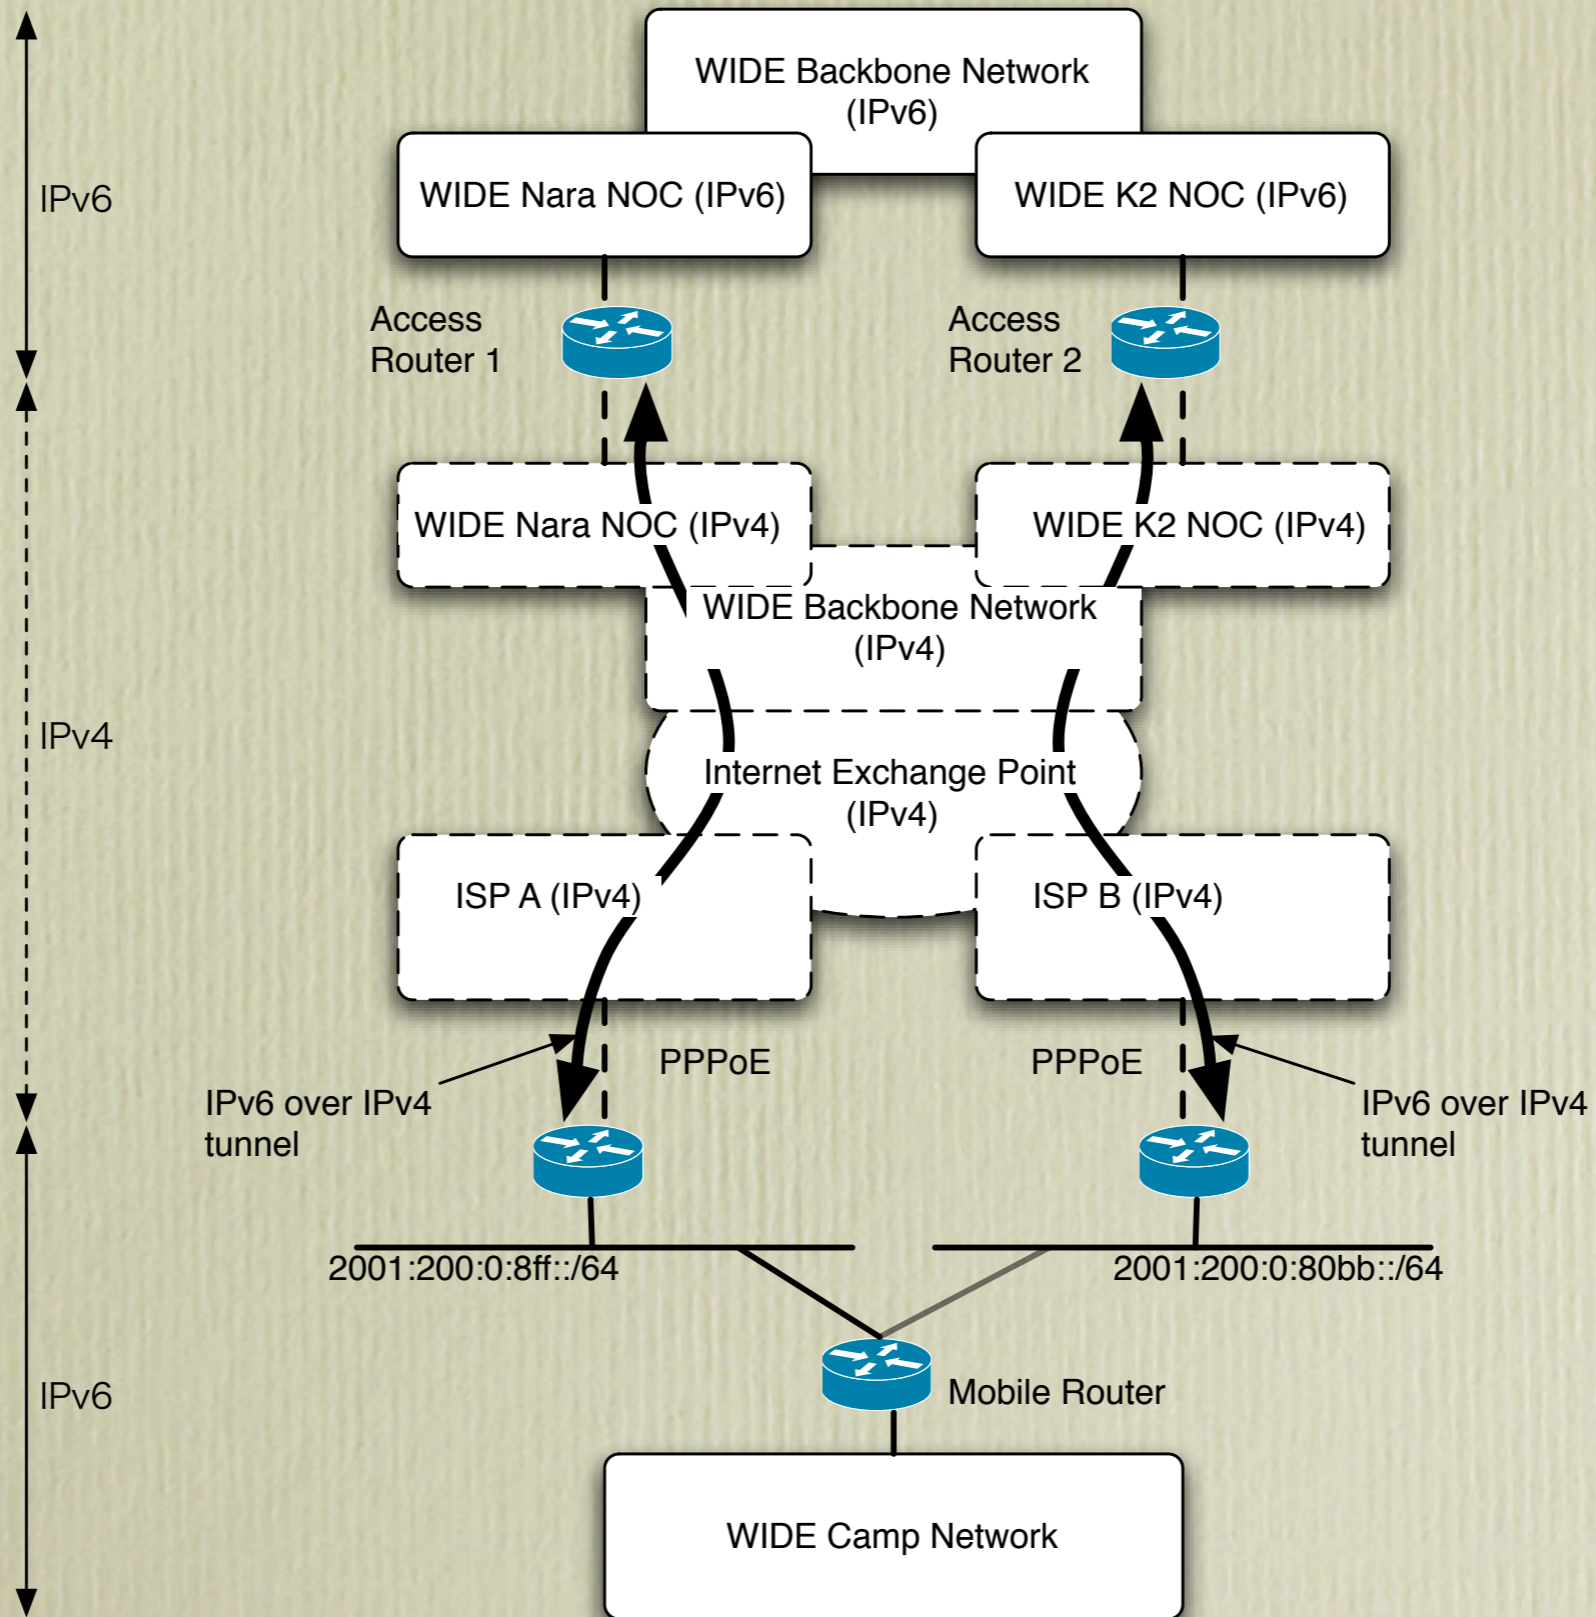 WIDE Backbone Network
(IPv6)
WIDE Nara NOC (IPv6)
WIDE K2 NOC (IPv6)
IPv6
Access
Router 1
Access
Router 2
WIDE Nara NOC (IPv4)
WIDE K2 NOC (IPv4)
WIDE Backbone Network
(IPv4)
IPv4
Internet Exchange Point
(IPv4)
ISP A (IPv4)
ISP B (IPv4)
PPPoE
PPPoE
IPv6 over IPv4
tunnel
IPv6 over IPv4
tunnel
2001:200:0:8ff::/64
2001:200:0:80bb::/64
IPv6
Mobile Router
WIDE Camp Network